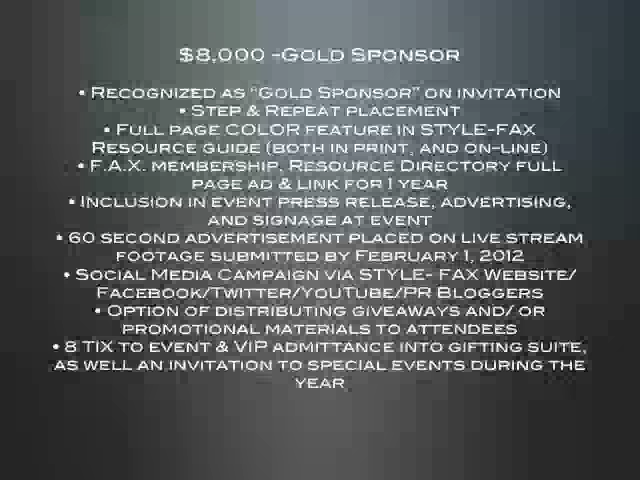 $8,000 -Gold Sponsor
• Recognized as "Gold Sponsor" on invitation
• Step & Repeat placement
• Full page COLOR feature in STYLE-FAX
Resource guide (both in print, and on-line)
• F.A.X. membership, Resource Directory full
page ad & link for 1 year
• Inclusion in event press release, advertising,
and signage at event
• 60 second advertisement placed on live stream
footage submitted by February 1, 2012
• Social Media Campaign via STYLE- FAX Website/
Facebook/Twitter/YouTube/PR Bloggers
• Option of distributing giveaways and/ or
promotional materials to attendees
• 8 tix to event & VIP admittance into gifting suite,
as well an invitation to special events during the
year